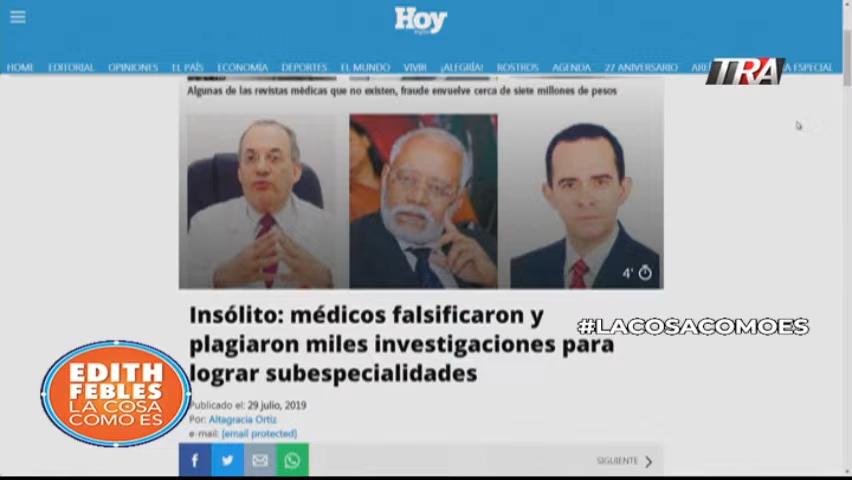 Hoy
HOME EDITORIAL OPINIONES EL PAÍS ECONOMÍA DEPORTES EL MUNDO VIVIR ¡ALEGRÍA! ROSTROS AGENDA 27 ANIVERSARIO ESPECIAL
TRA
Algunas de las revistas médicas que no existen, fraude envuelve cerca de siete millones de pesos
4'
Insólito: médicos falsificaron y
plagiaron miles investigaciones para
lograr subespecialidades
#LACOSACOMOES
EDITH
FEBLES
LA COSA
COMO ES
Publicado el: 29 julio, 2019
Por: Altagracia Ortiz
e-mail: [email protected]
SIGUIENTE